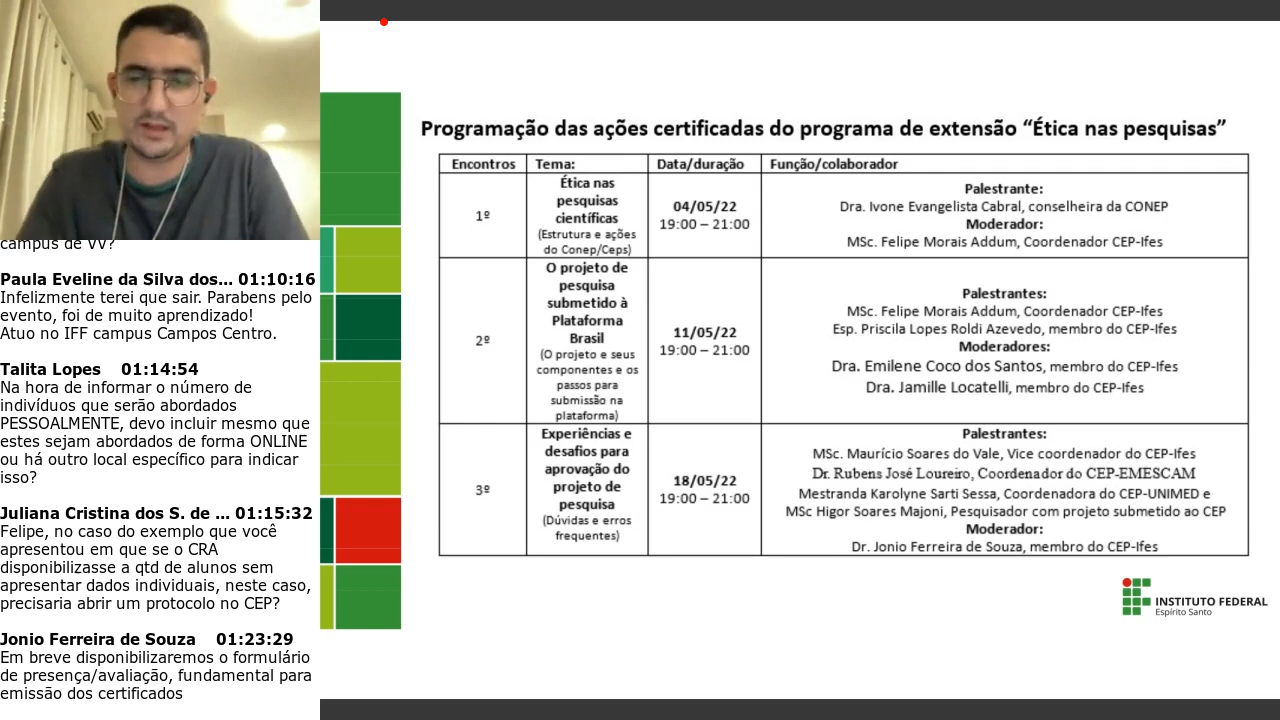 campus de VV?
Paula Eveline da Silva dos... 01:10:16
Infelizmente terei que sair. Parabens pelo
evento, foi de muito aprendizado!
Atuo no IFF campus Campos Centro.
Talita Lopes 01:14:54
Na hora de informar o número de
indivíduos que serão abordados
PESSOALMENTE, devo incluir mesmo que
estes sejam abordados de forma ONLINE
ou há outro local específico para indicar
isso?
Juliana Cristina dos S. de ... 01:15:32
Felipe, no caso do exemplo que você
apresentou em que se o CRA
disponibilizasse a qtd de alunos sem
apresentar dados individuais, neste caso,
precisaria abrir um protocolo no CEP?
Jonio Ferreira de Souza 01:23:29
Em breve disponibilizaremos o formulário
de presença/avaliação, fundamental para
emissão dos certificados
Programação das ações certificadas do programa de extensão “Ética nas pesquisas”
Encontros Tema: Data/duração Função/colaborador
1º
Ética nas
pesquisas
científicas
(Estrutura e ações
do Conep/Ceps)
04/05/22
19:00 – 21:00
Palestrante:
Dra. Ivone Evangelista Cabral, conselheira da CONEP
Moderador:
MSc. Felipe Morais Addum, Coordenador CEP-Ifes
2º
O projeto de
pesquisa
submetido à
Plataforma
Brasil
(O projeto e seus
componentes e os
passos para
submissão na
plataforma)
11/05/22
19:00 – 21:00
Palestrantes:
MSc. Felipe Morais Addum, Coordenador CEP-Ifes
Esp. Priscila Lopes Roldi Azevedo, membro do CEP-Ifes
Moderadores:
Dra. Emilene Coco dos Santos, membro do CEP-Ifes
Dra. Jamille Locatelli, membro do CEP-Ifes
3º
Experiências e
desafios para
aprovação do
projeto de
pesquisa
(Dúvidas e erros
frequentes)
18/05/22
19:00 – 21:00
Palestrantes:
MSc. Maurício Soares do Vale, Vice coordenador do CEP-Ifes
Dr. Rubens José Loureiro, Coordenador do CEP-EMESCAM
Mestranda Karolyne Sarti Sessa, Coordenadora do CEP-UNIMED e
MSc Higor Soares Majoni, Pesquisador com projeto submetido ao CEP
Moderador:
Dr. Jonio Ferreira de Souza, membro do CEP-Ifes
INSTITUTO FEDERAL
Espírito Santo